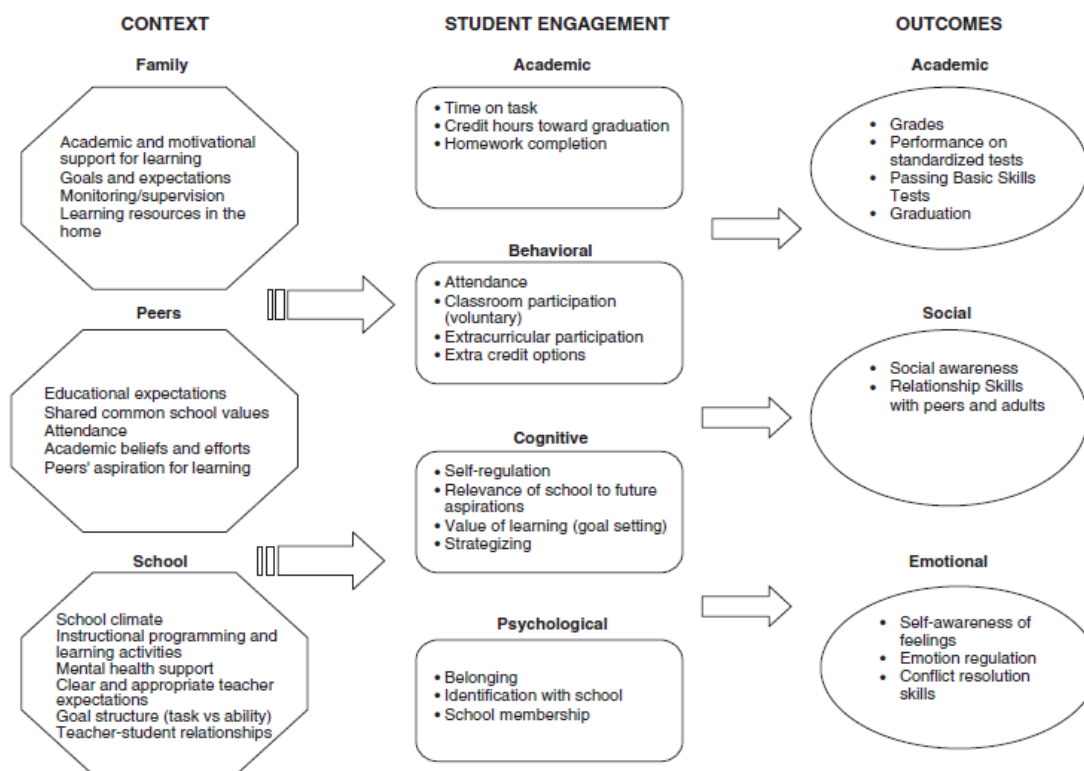 CONTEXT
Family
Academic and motivational
support for learning
Goals and expectations
Monitoring/supervision
Learning resources in the
home
Peers
Educational expectations
Shared common school values
Attendance
Academic beliefs and efforts
Peers' aspiration for learning
School
School climate
Instructional programming and
learning activities
Mental health support
Clear and appropriate teacher
expectations
Goal structure (task vs ability)
Teacher-student relationships
STUDENT ENGAGEMENT
Academic
• Time on task
• Credit hours toward graduation
• Homework completion
Behavioral
• Attendance
• Classroom participation
(voluntary)
• Extracurricular participation
• Extra credit options
Cognitive
• Self-regulation
• Relevance of school to future
aspirations
• Value of learning (goal setting)
• Strategizing
Psychological
• Belonging
• Identification with school
• School membership
OUTCOMES
Academic
• Grades
• Performance on
standardized tests
• Passing Basic Skills
Tests
• Graduation
Social
• Social awareness
• Relationship Skills
with peers and adults
Emotional
• Self-awareness of
feelings
• Emotion regulation
• Conflict resolution
skills